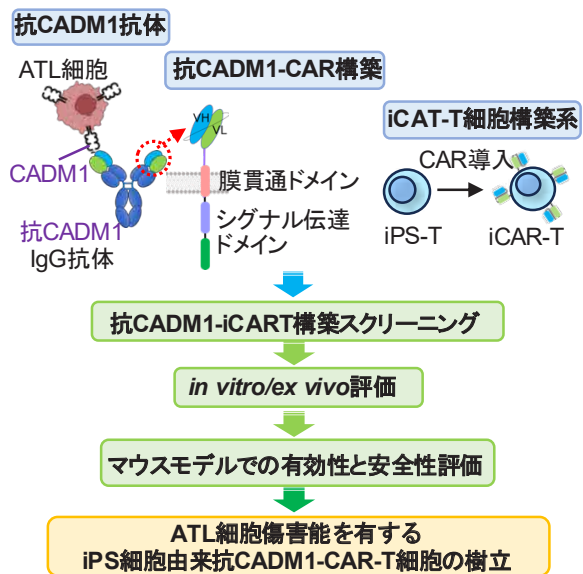 抗CADM1抗体
ATL細胞
CADM1
抗CADM1
IgG抗体
抗CADM1-CAR構築
VH
VL
膜貫通ドメイン
シグナル伝達
ドメイン
iCAT-T細胞構築系
CAR導入
iPS-T
iCAR-T
抗CADM1-iCART構築スクリーニング
in vitro/ex vivo評価
マウスモデルでの有効性と安全性評価
ATL細胞傷害能を有する
iPS細胞由来抗CADM1-CAR-T細胞の樹立